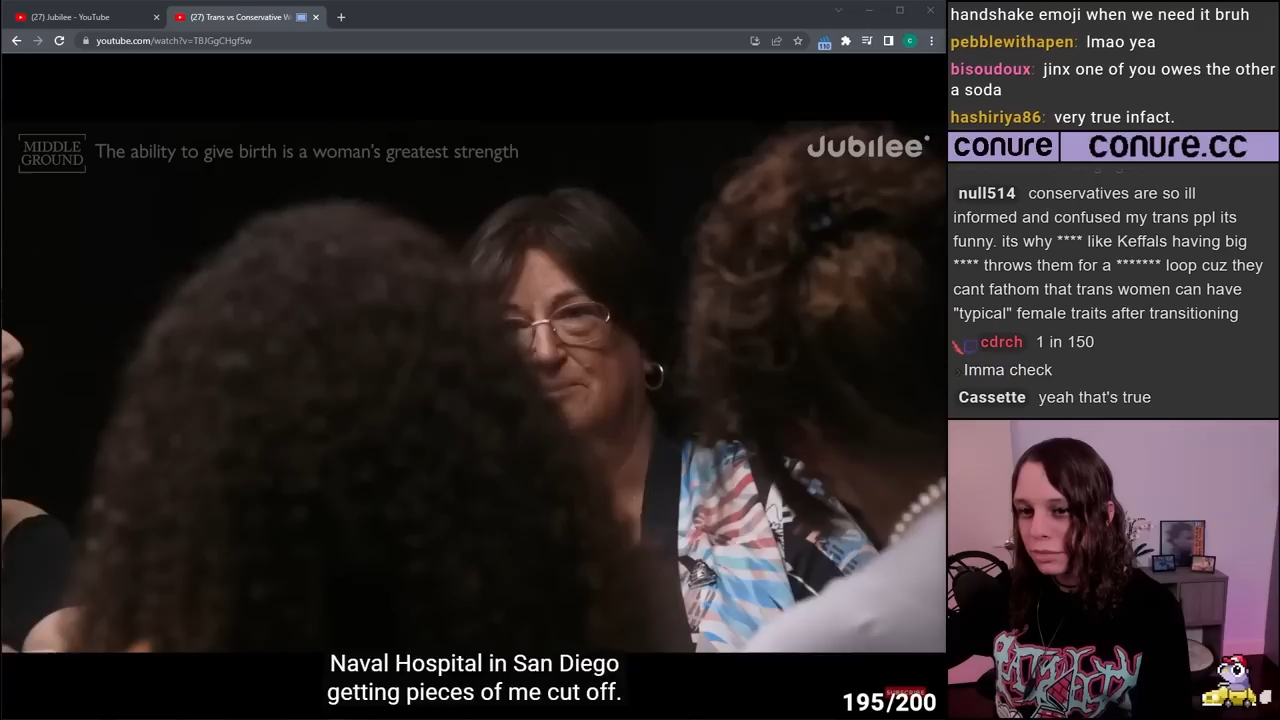 (27) Jubilee - YouTube
(27) Trans vs Conservative W
youtube.com/watch?v=TBJGgCHgf5w
MIDDLE
GROUND
The ability to give birth is a woman's greatest strength
Jubilee
Naval Hospital in San Diego
getting pieces of me cut off.
SUBSCRIBE
195/200
handshake emoji when we need it bruh
pebblewithapen: lmao yea
bisoudoux: jinx one of you owes the other
a soda
hashiriya86: very true infact.
conure
conure.cc
null514 conservatives are so ill
informed and confused my trans ppl its
funny. its why **** like Keffals having big
**** throws them for a ******* loop cuz they
cant fathom that trans women can have
"typical" female traits after transitioning
cdrch 1 in 150
Imma check
Cassette yeah that's true